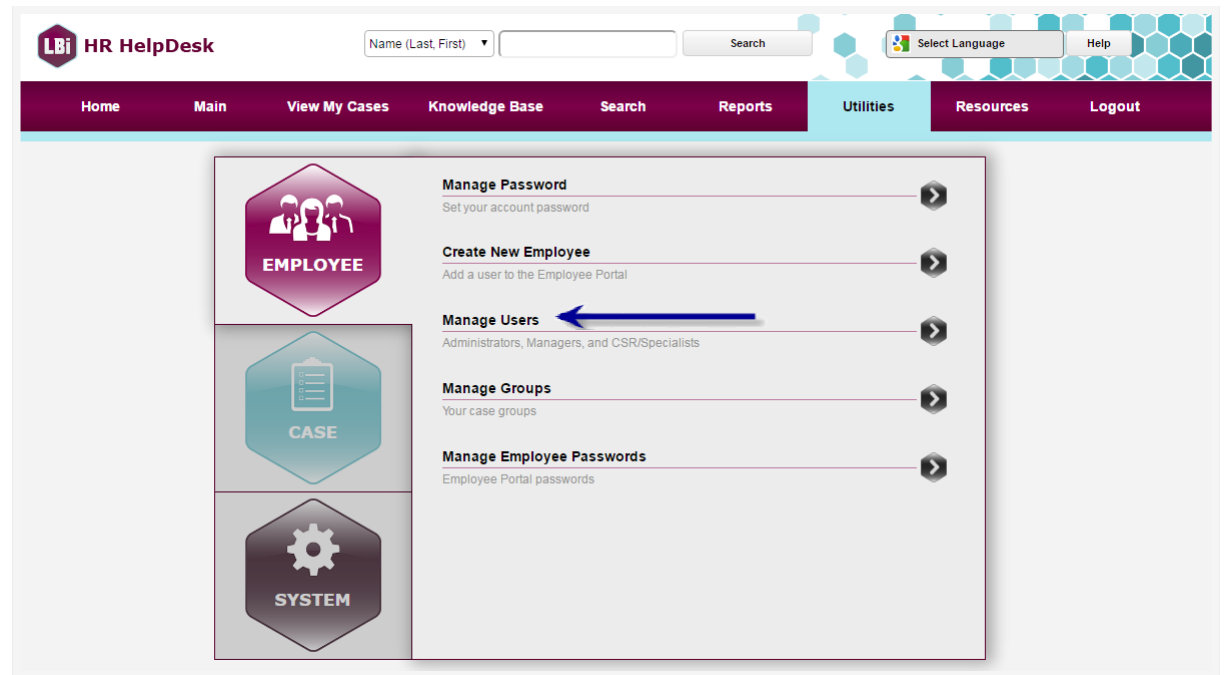 LBi HR HelpDesk
Name (Last, First)
Search
Select Language
Help
Home Main View My Cases Knowledge Base Search Reports Utilities Resources Logout
EMPLOYEE
Manage Password
Set your account password
Create New Employee
Add a user to the Employee Portal
Manage Users
Administrators, Managers, and CSR/Specialists
CASE
Manage Groups
Your case groups
Manage Employee Passwords
Employee Portal passwords
SYSTEM